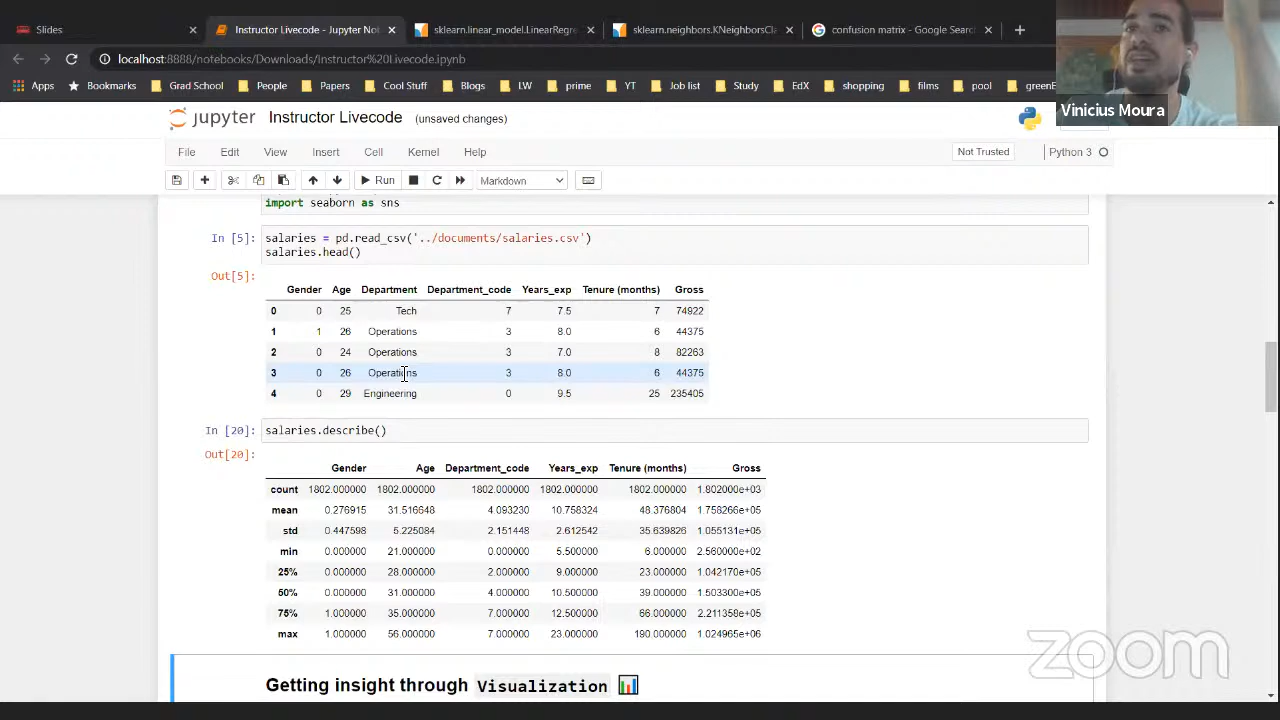 Slides
Instructor Livecode - Jupyter Not
sklearn.linear_model.LinearRegre
sklearn.neighbors.KNeighborsCla
confusion matrix - Google Searc
localhost:8888/notebooks/Downloads/Instructor%20Livecode.ipynb
Apps Bookmarks Grad School People Papers Cool Stuff Blogs LW prime YT Job list Study EdX shopping films pool greenE
Vinicius Moura
jupyter Instructor Livecode (unsaved changes)
File Edit View Insert Cell Kernel Help Not Trusted Python 3
Run Markdown
import seaborn as sns
In [5]: salaries = pd.read_csv('../documents/salaries.csv')
salaries.head()
Out[5]:
Gender Age Department Department_code Years_exp Tenure (months) Gross
0 0 25 Tech 7 7.5 7 74922
1 1 26 Operations 3 8.0 6 44375
2 0 24 Operations 3 7.0 8 82263
3 0 26 Operations 3 8.0 6 44375
4 0 29 Engineering 0 9.5 25 235405
In [20]: salaries.describe()
Out[20]:
Gender Age Department_code Years_exp Tenure (months) Gross
count 1802.000000 1802.000000 1802.000000 1802.000000 1802.000000 1.802000e+03
mean 0.276915 31.516648 4.093230 10.758324 48.376804 1.758266e+05
std 0.447598 5.225084 2.151448 2.612542 35.639826 1.055131e+05
min 0.000000 21.000000 0.000000 5.500000 6.000000 2.560000e+02
25% 0.000000 28.000000 2.000000 9.000000 23.000000 1.042170e+05
50% 0.000000 31.000000 4.000000 10.500000 39.000000 1.503300e+05
75% 1.000000 35.000000 7.000000 12.500000 66.000000 2.211358e+05
max 1.000000 56.000000 7.000000 23.000000 190.000000 1.024965e+06
zoom
Getting insight through Visualization